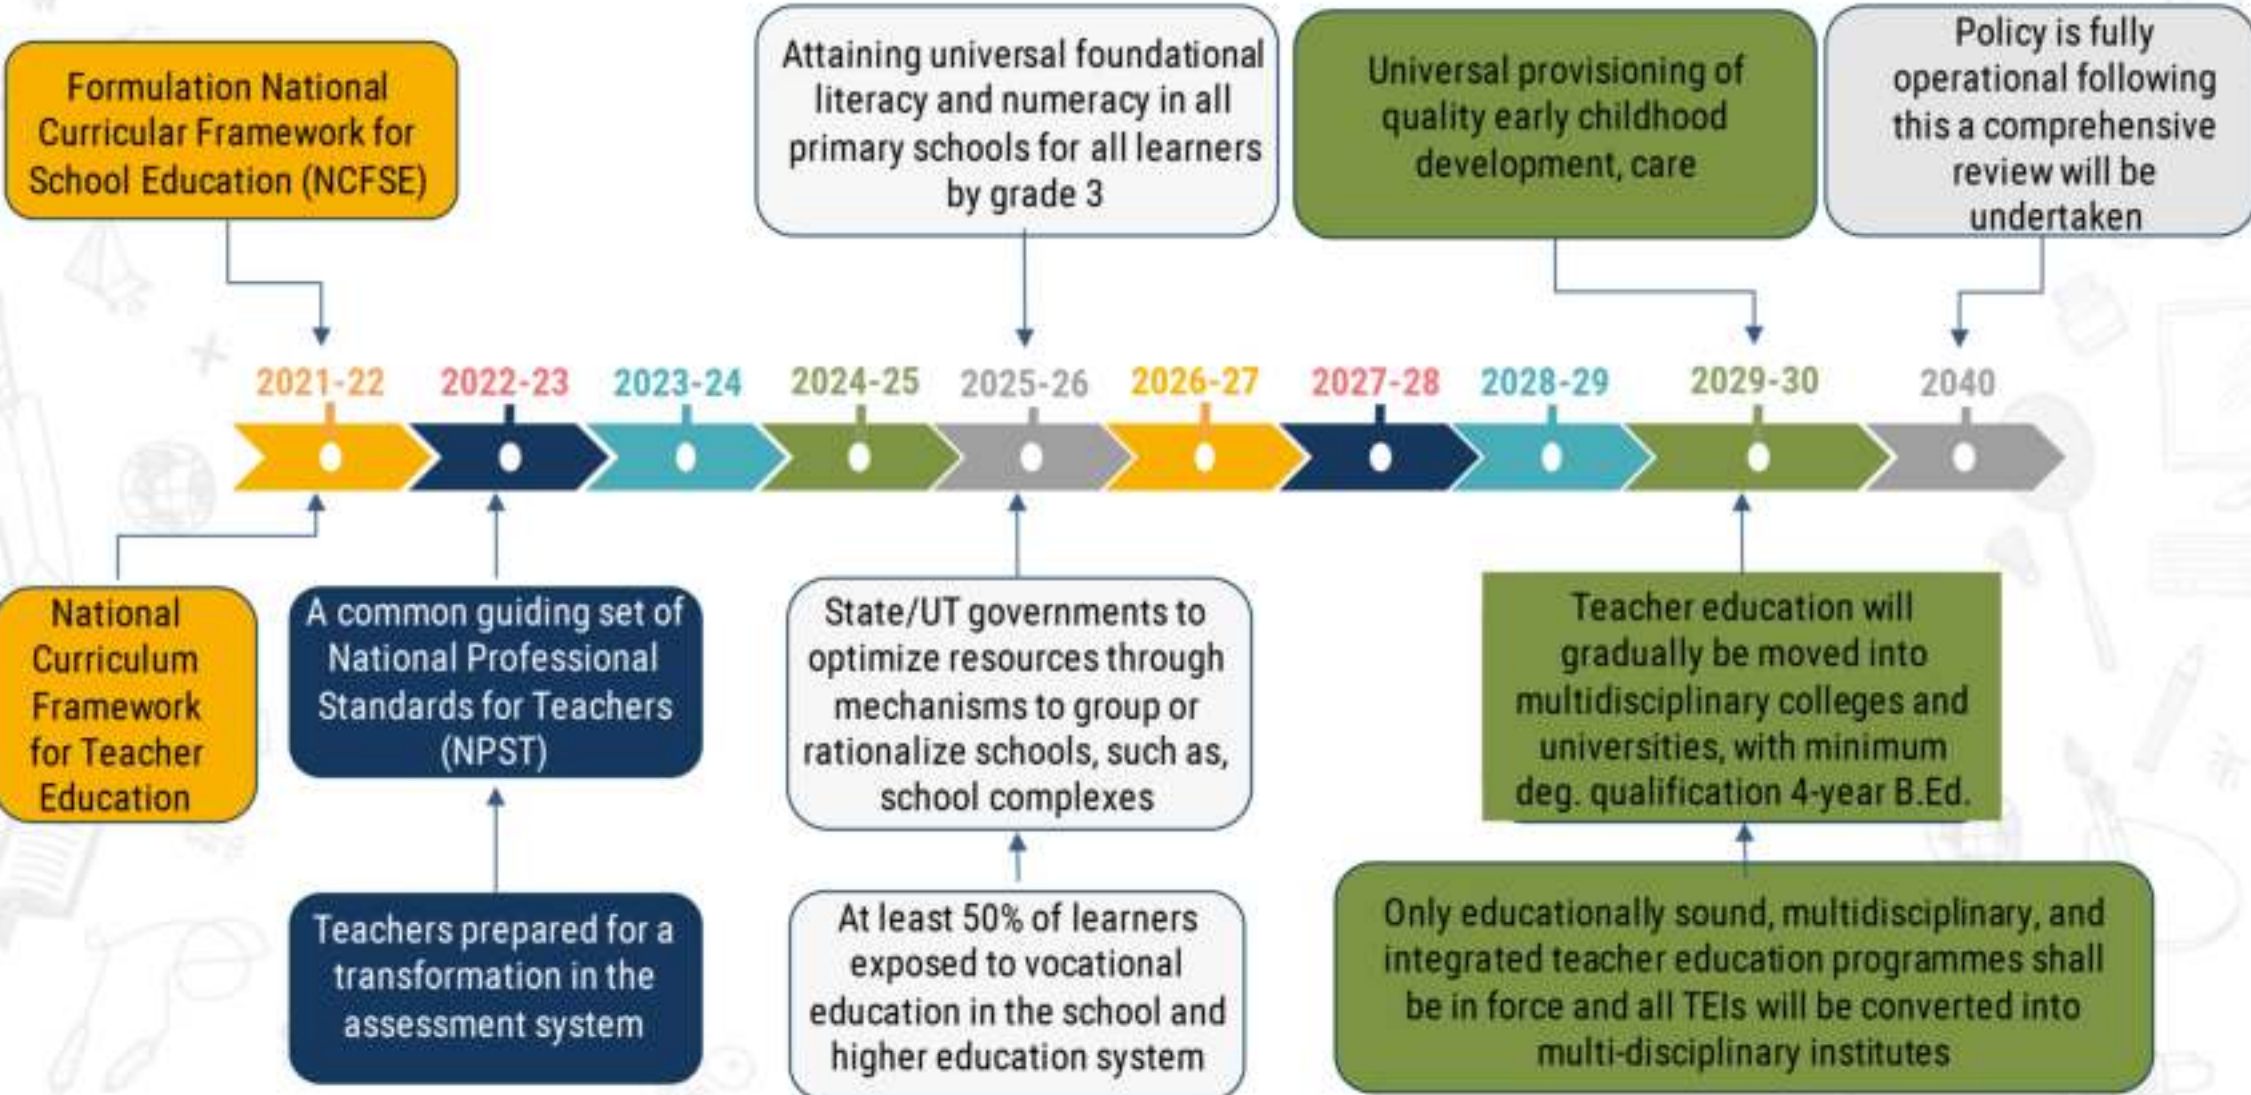 Formulation National
Curricular Framework for
School Education (NCFSE)
Attaining universal foundational
literacy and numeracy in all
primary schools for all learners
by grade 3
Universal provisioning of
quality early childhood
development, care
Policy is fully
operational following
this a comprehensive
review will be
undertaken
2021-22 2022-23 2023-24 2024-25 2025-26 2026-27 2027-28 2028-29 2029-30 2040
National
Curriculum
Framework
for Teacher
Education
A common guiding set of
National Professional
Standards for Teachers
(NPST)
State/UT governments to
optimize resources through
mechanisms to group or
rationalize schools, such as,
school complexes
Teacher education will
gradually be moved into
multidisciplinary colleges and
universities, with minimum
deg. qualification 4-year B.Ed.
Teachers prepared for a
transformation in the
assessment system
At least 50% of learners
exposed to vocational
education in the school and
higher education system
Only educationally sound, multidisciplinary, and
integrated teacher education programmes shall
be in force and all TEIs will be converted into
multi-disciplinary institutes